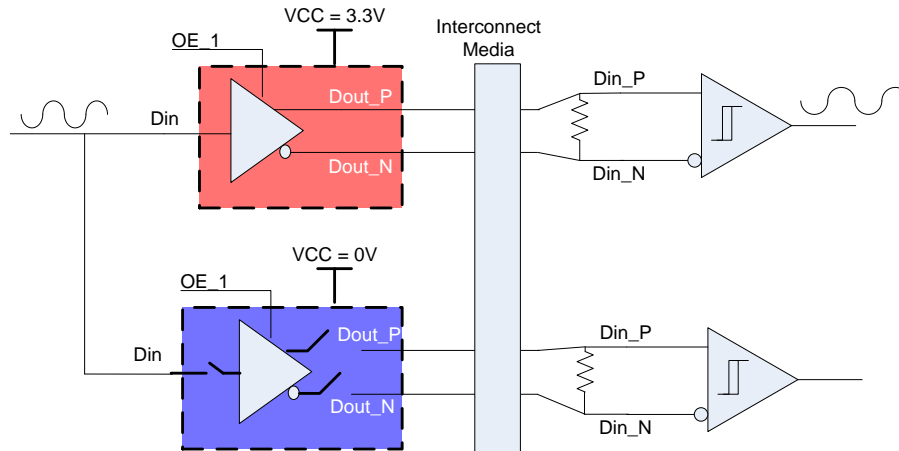 VCC = 3.3V
Interconnect
Media
OE_1
Dout_P
Din_P
Din
Dout_N
Din_N
VCC = 0V
OE_1
Dout_P
Din_P
Din
Dout_N
Din_N